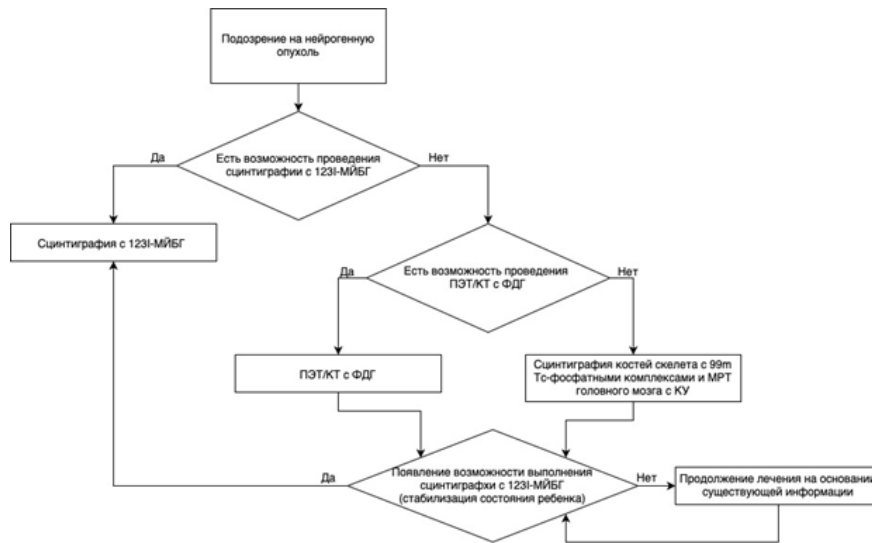 Подозрение на нейрогенную
опухоль
Есть возможность проведения
сцинтиграфии с 123I-МЙБГ
Да
Нет
Сцинтиграфия с 123I-МЙБГ
Есть возможность проведения
ПЭТ/КТ с ФДГ
Да
Нет
ПЭТ/КТ с ФДГ
Сцинтиграфия костей скелета с 99m
Тс-фосфатными комплексами и МРТ
головного мозга с КУ
Появление возможности выполнения
сцинтиграфхи с 123I-МЙБГ
(стабилизация состояния ребенка)
Да
Нет
Продолжение лечения на основании
существующей информации